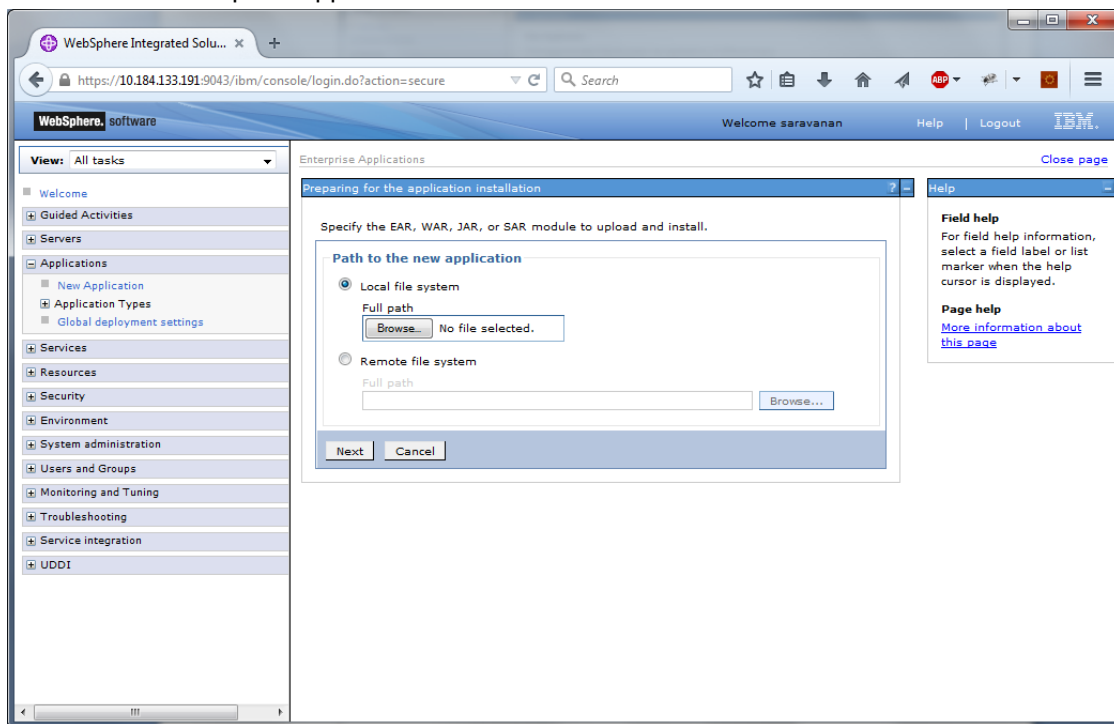 WebSphere Integrated Solu...
https://10.184.133.191:9043/ibm/console/login.do?action=secure
Search
ABP
WebSphere. software
Welcome saravanan
Help | Logout
IBM.
View: All tasks
Welcome
Guided Activities
Servers
Applications
New Application
Application Types
Global deployment settings
Services
Resources
Security
Environment
System administration
Users and Groups
Monitoring and Tuning
Troubleshooting
Service integration
UDDI
Enterprise Applications
Close page
Preparing for the application installation
Specify the EAR, WAR, JAR, or SAR module to upload and install.
Path to the new application
Local file system
Full path
Browse... No file selected.
Remote file system
Full path
Browse...
Next Cancel
Help
Field help
For field help information,
select a field label or list
marker when the help
cursor is displayed.
Page help
More information about
this page